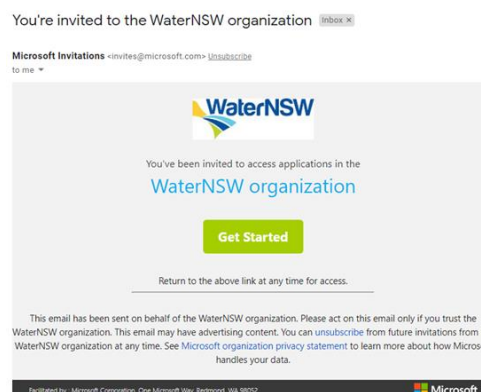 You're invited to the WaterNSW organization Inbox ×
Microsoft Invitations <invites@microsoft.com> Unsubscribe
to me
WaterNSW
You've been invited to access applications in the
WaterNSW organization
Get Started
Return to the above link at any time for access.
This email has been sent on behalf of the WaterNSW organization. Please act on this email only if you trust the
WaterNSW organization. This email may have advertising content. You can unsubscribe from future invitations from
WaterNSW organization at any time. See Microsoft organization privacy statement to learn more about how Micros
handles your data.
Facilitated by: Microsoft Corporation, One Microsoft Way, Redmond, WA 98052
Microsoft